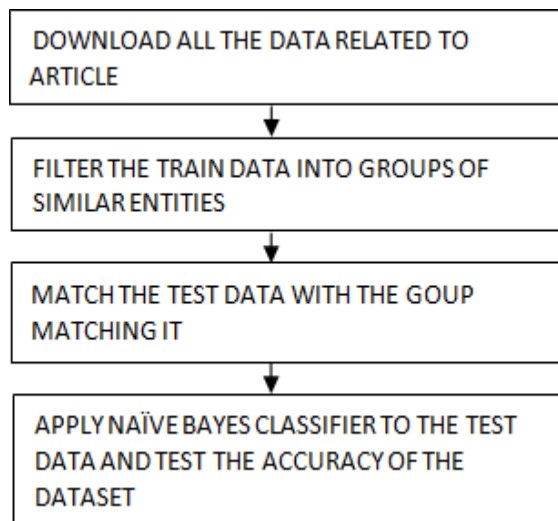 DOWNLOAD ALL THE DATA RELATED TO
ARTICLE
FILTER THE TRAIN DATA INTO GROUPS OF
SIMILAR ENTITIES
MATCH THE TEST DATA WITH THE GOUP
MATCHING IT
APPLY NAÏVE BAYES CLASSIFIER TO THE TEST
DATA AND TEST THE ACCURACY OF THE
DATASET